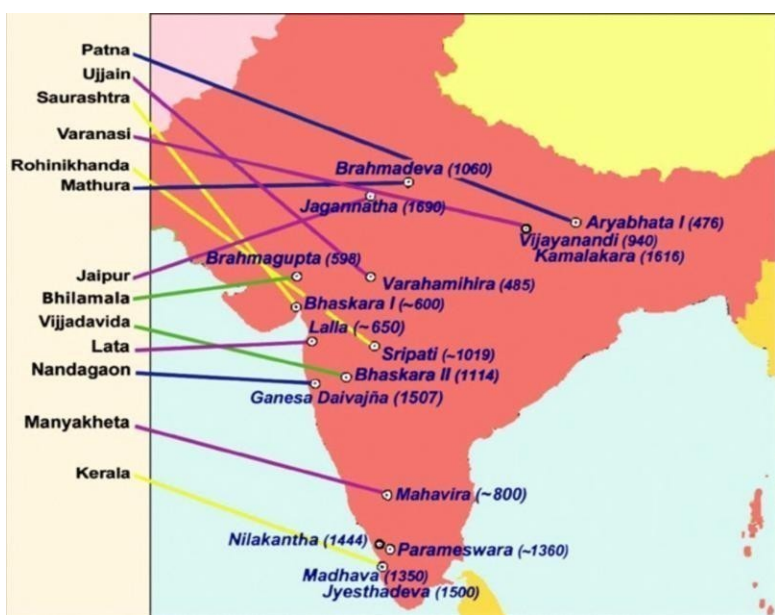 Patna
Ujjain
Saurashtra
Varanasi
Rohinikhanda
Mathura
Jaipur
Bhilamala
Vijjadavida
Lata
Nandagaon
Manyakheta
Kerala
Brahmadeva (1060)
Jagannatha (1690)
Aryabhata I (476)
Vijayanandi (940)
Kamalakara (1616)
Brahmagupta (598)
Varahamihira (485)
Bhaskara I (~600)
Lalla (~650)
Sripati (~1019)
Bhaskara II (1114)
Ganesa Daivajña (1507)
Mahavira (~800)
Nilakantha (1444)
Parameswara (~1360)
Madhava (1350)
Jyesthadeva (1500)